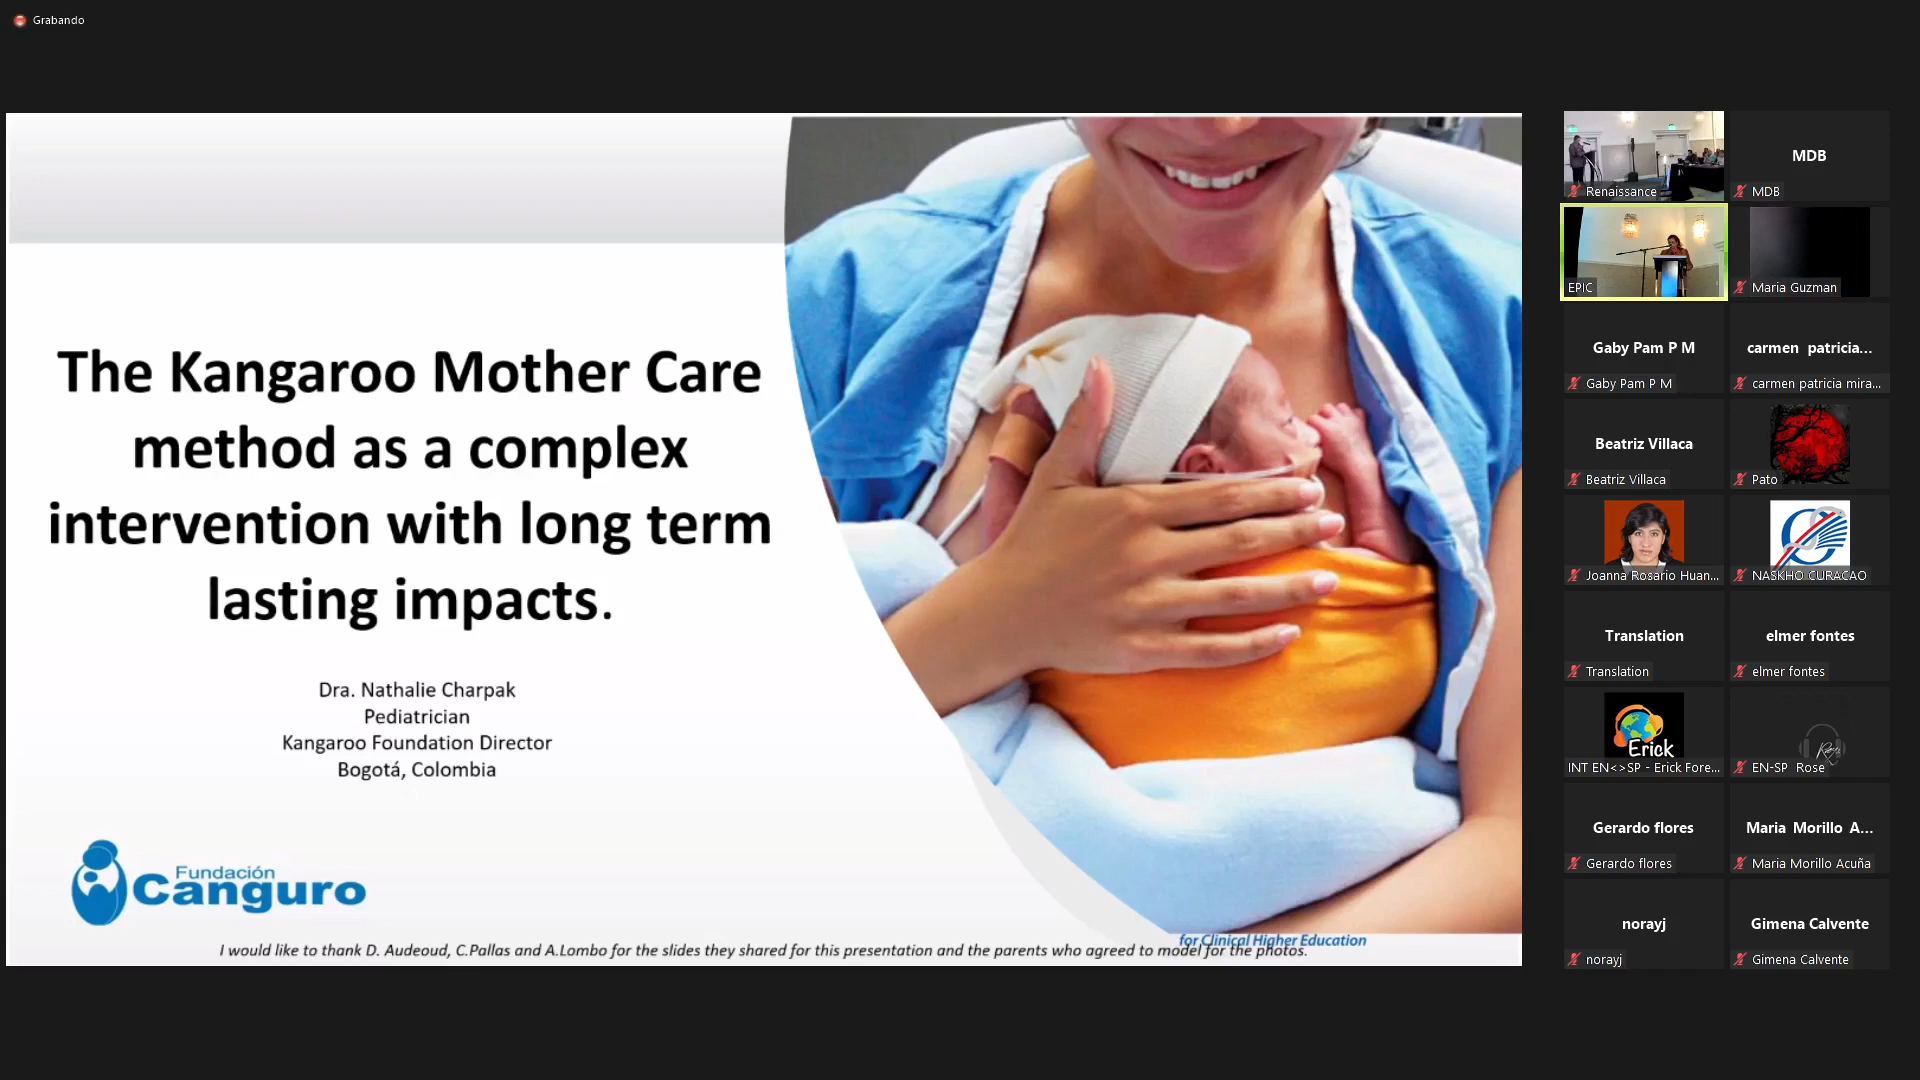 Grabando
The Kangaroo Mother Care
method as a complex
intervention with long term
lasting impacts.
Dra. Nathalie Charpak
Pediatrician
Kangaroo Foundation Director
Bogotá, Colombia
Fundación
Canguro
for Clinical Higher Education
I would like to thank D. Audeoud, C.Pallas and A.Lombo for the slides they shared for this presentation and the parents who agreed to model for the photos.
Renaissance
MDB
MDB
EPIC
Maria Guzman
Gaby Pam P M
Gaby Pam P M
carmen patricia...
carmen patricia mira...
Beatriz Villaca
Beatriz Villaca
Pato
Joanna Rosario Huan...
NASKHO CURACAO
Translation
Translation
elmer fontes
elmer fontes
Erick
INT EN<>SP - Erick Fore...
EN-SP Rose
Gerardo flores
Gerardo flores
Maria Morillo A...
Maria Morillo Acuña
norayj
norayj
Gimena Calvente
Gimena Calvente